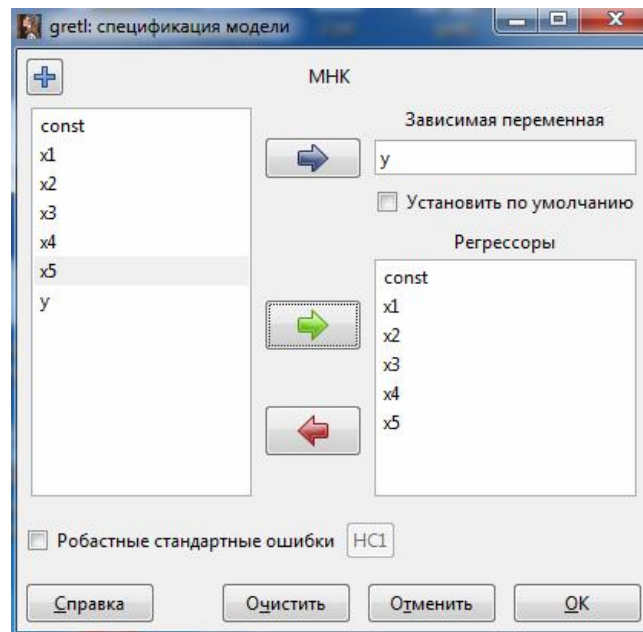 gretl: спецификация модели
МНК
const
x1
x2
x3
x4
x5
y
Зависимая переменная
y
Установить по умолчанию
Регрессоры
const
x1
x2
x3
x4
x5
Робастные стандартные ошибки HC1
Справка Очистить Отменить OK